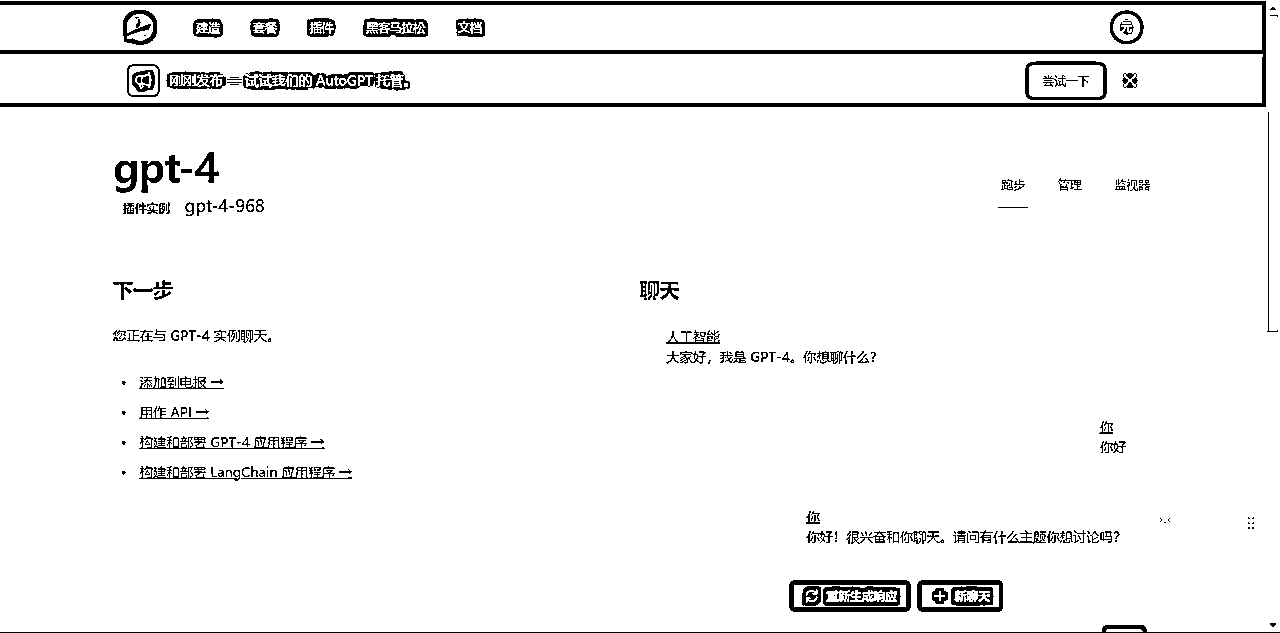 建造 套餐 插件 黑客马拉松 文档 元
刚刚发布 — 试试我们的 AutoGPT 托管。 尝试一下
gpt-4
插件实例 gpt-4-968
跑步 管理 监视器
下一步
您正在与 GPT-4 实例聊天。
• 添加到电报 →
• 用作 API →
• 构建和部署 GPT-4 应用程序 →
• 构建和部署 LangChain 应用程序 →
聊天
人工智能
大家好，我是 GPT-4。你想聊什么？
你
你好
你
你好！很兴奋和你聊天。请问有什么主题你想讨论吗？
重新生成响应 新聊天